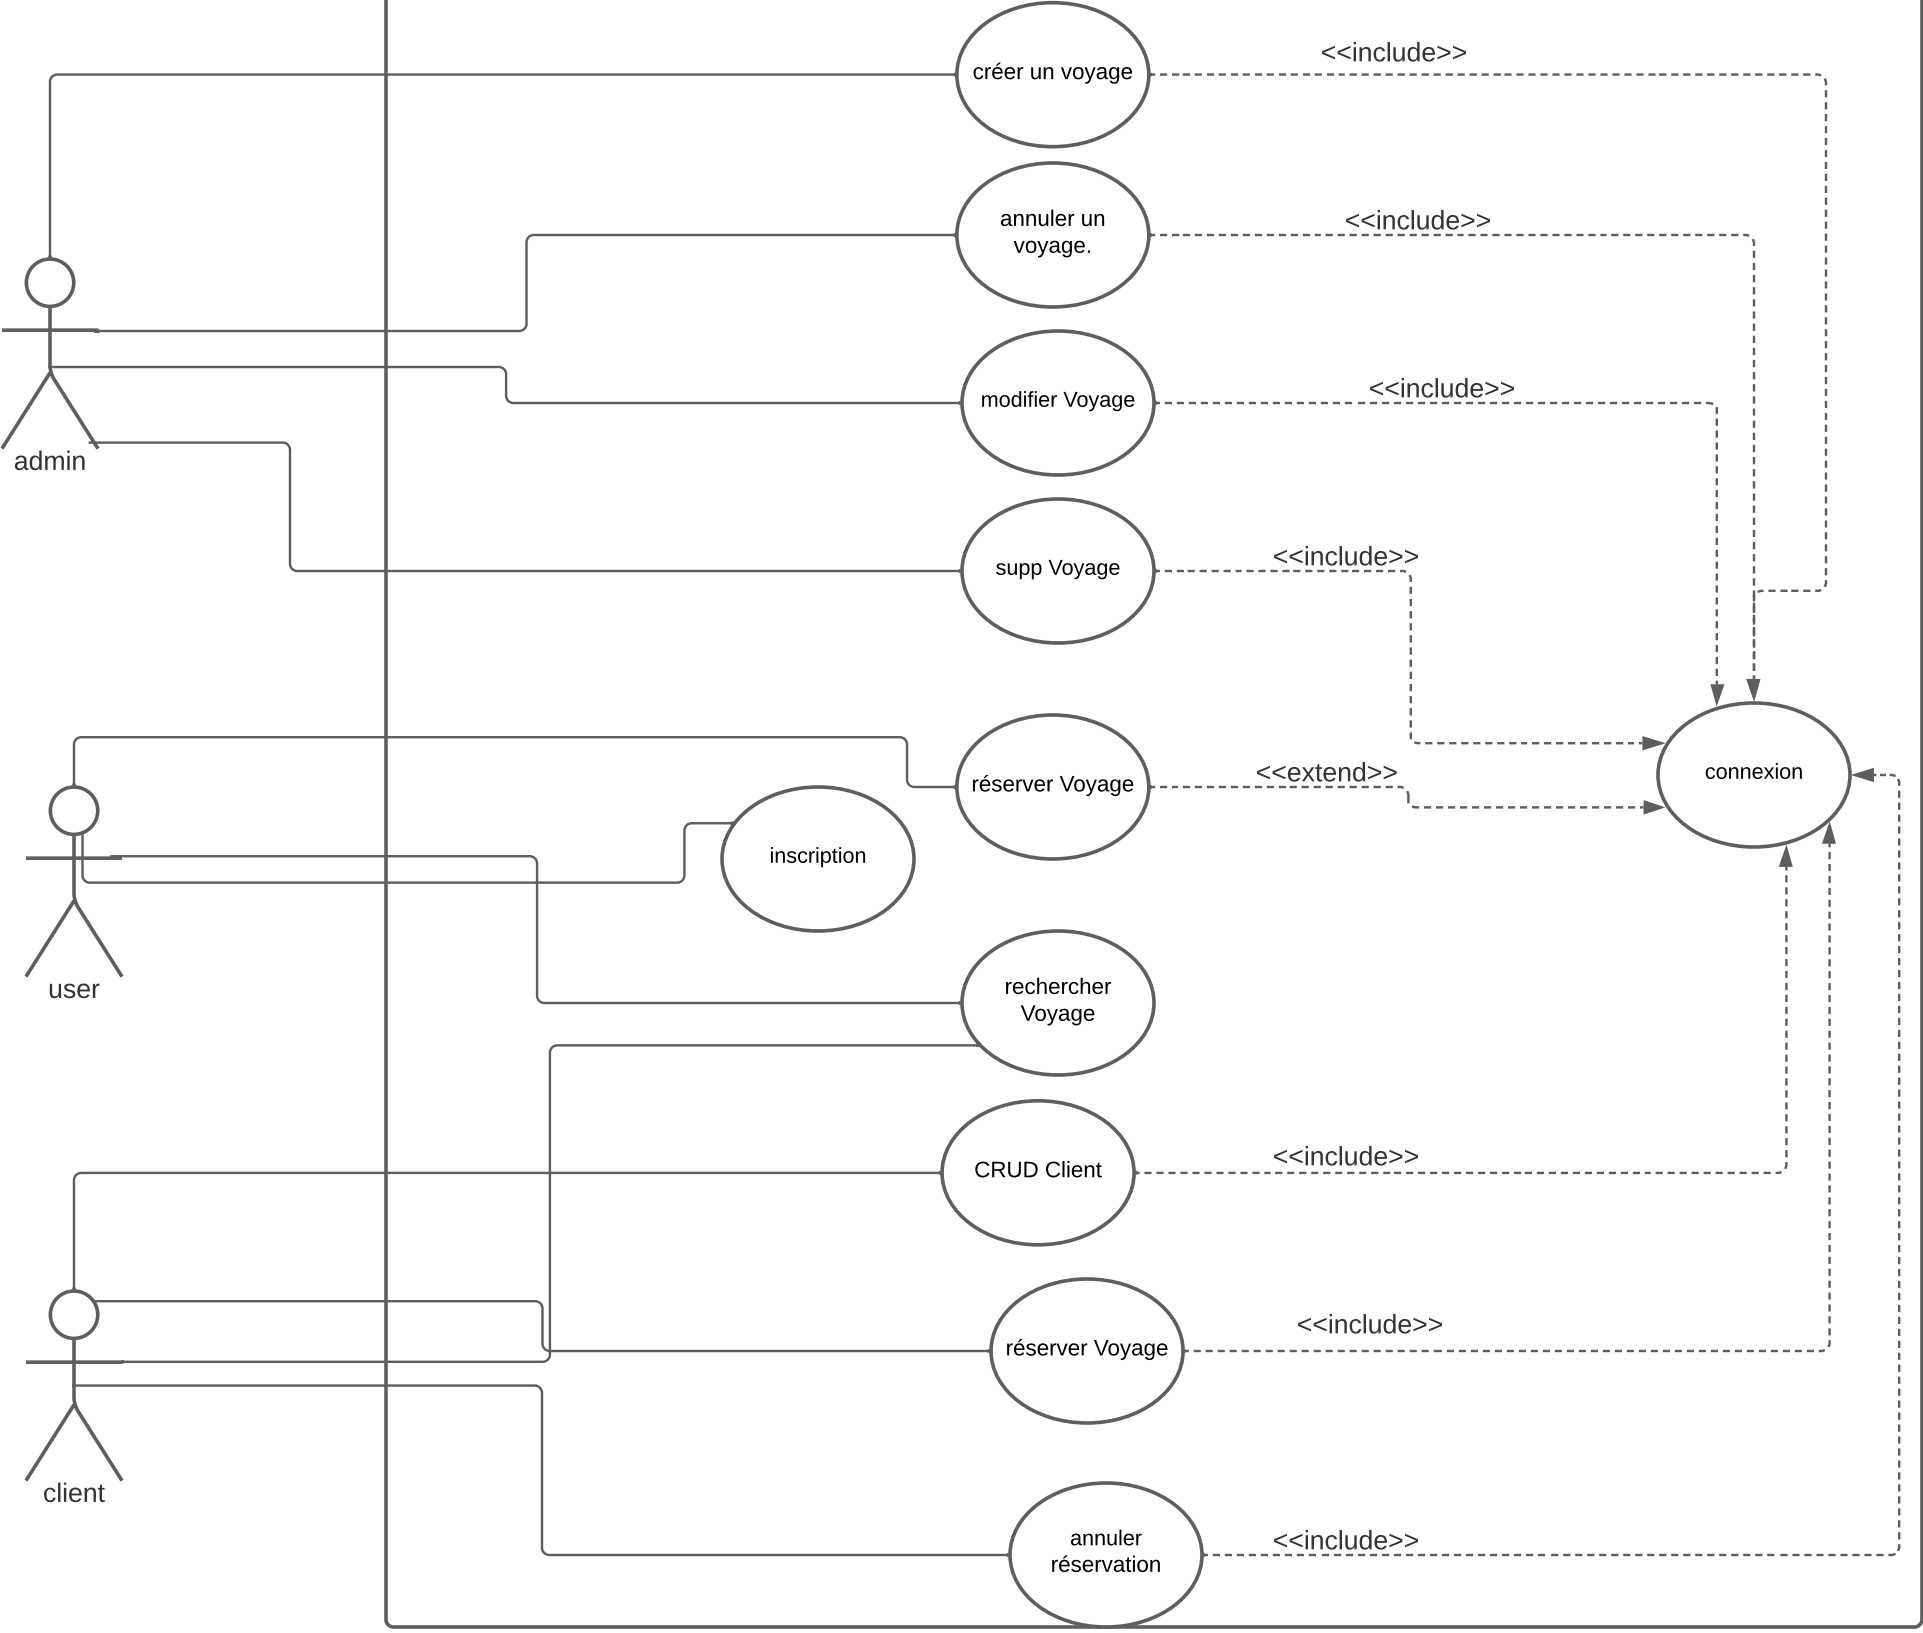 créer un voyage
<<include>>
annuler un
voyage.
<<include>>
modifier Voyage
<<include>>
admin
supp Voyage
<<include>>
réserver Voyage
<<extend>>
connexion
inscription
user
rechercher
Voyage
CRUD Client
<<include>>
réserver Voyage
<<include>>
client
annuler
réservation
<<include>>